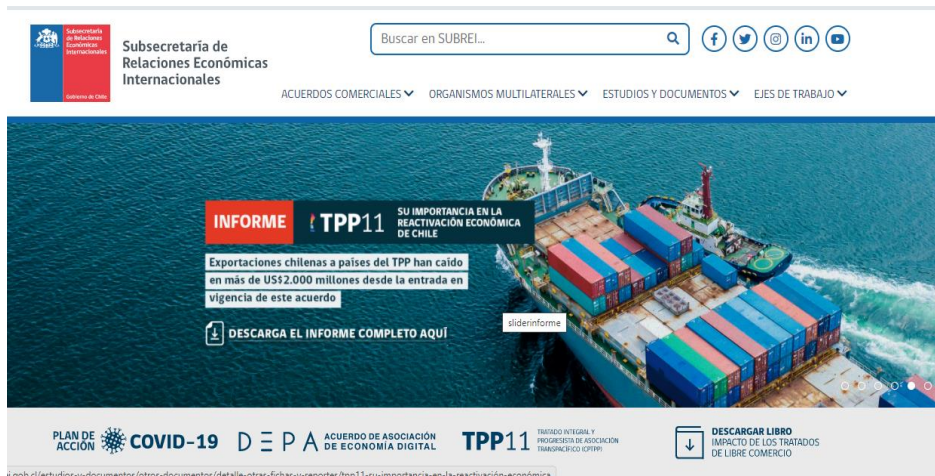 Subsecretaría
de Relaciones
Económicas
Internacionales
Gobierno de Chile
Subsecretaría de
Relaciones Económicas
Internacionales
Buscar en SUBREI...
ACUERDOS COMERCIALES
ORGANISMOS MULTILATERALES
ESTUDIOS Y DOCUMENTOS
EJES DE TRABAJO
INFORME
TPP11
SU IMPORTANCIA EN LA
REACTIVACIÓN ECONÓMICA
DE CHILE
Exportaciones chilenas a países del TPP han caído
en más de US$2.000 millones desde la entrada en
vigencia de este acuerdo
DESCARGA EL INFORME COMPLETO AQUÍ
sliderinforme
PLAN DE
ACCIÓN
COVID-19
DEPA
ACUERDO DE ASOCIACIÓN
DE ECONOMÍA DIGITAL
TPP11
TRATADO INTEGRAL Y
PROGRESISTA DE ASOCIACIÓN
TRANSPACÍFICO (CPTPP)
DESCARGAR LIBRO
IMPACTO DE LOS TRATADOS
DE LIBRE COMERCIO